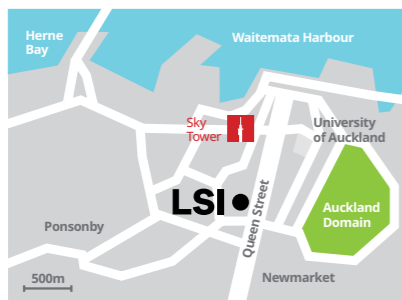 Herne
Bay
Waitemata Harbour
Sky
Tower
University
of Auckland
LSI
Queen Street
Auckland
Domain
Ponsonby
Newmarket
500m